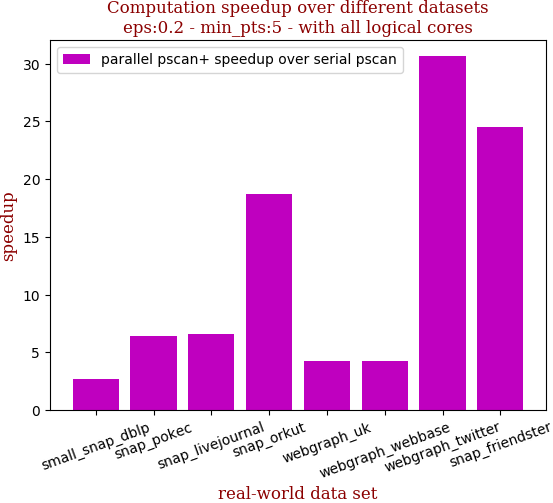 Computation speedup over different datasets
eps:0.2 - min_pts:5 - with all logical cores
parallel pscan+ speedup over serial pscan
speedup
30
25
20
15
10
5
0
small_snap_dblp
snap_pokec
snap_livejournal
snap_orkut
webgraph_uk
webgraph_webbase
webgraph_twitter
snap_friendster
real-world data set